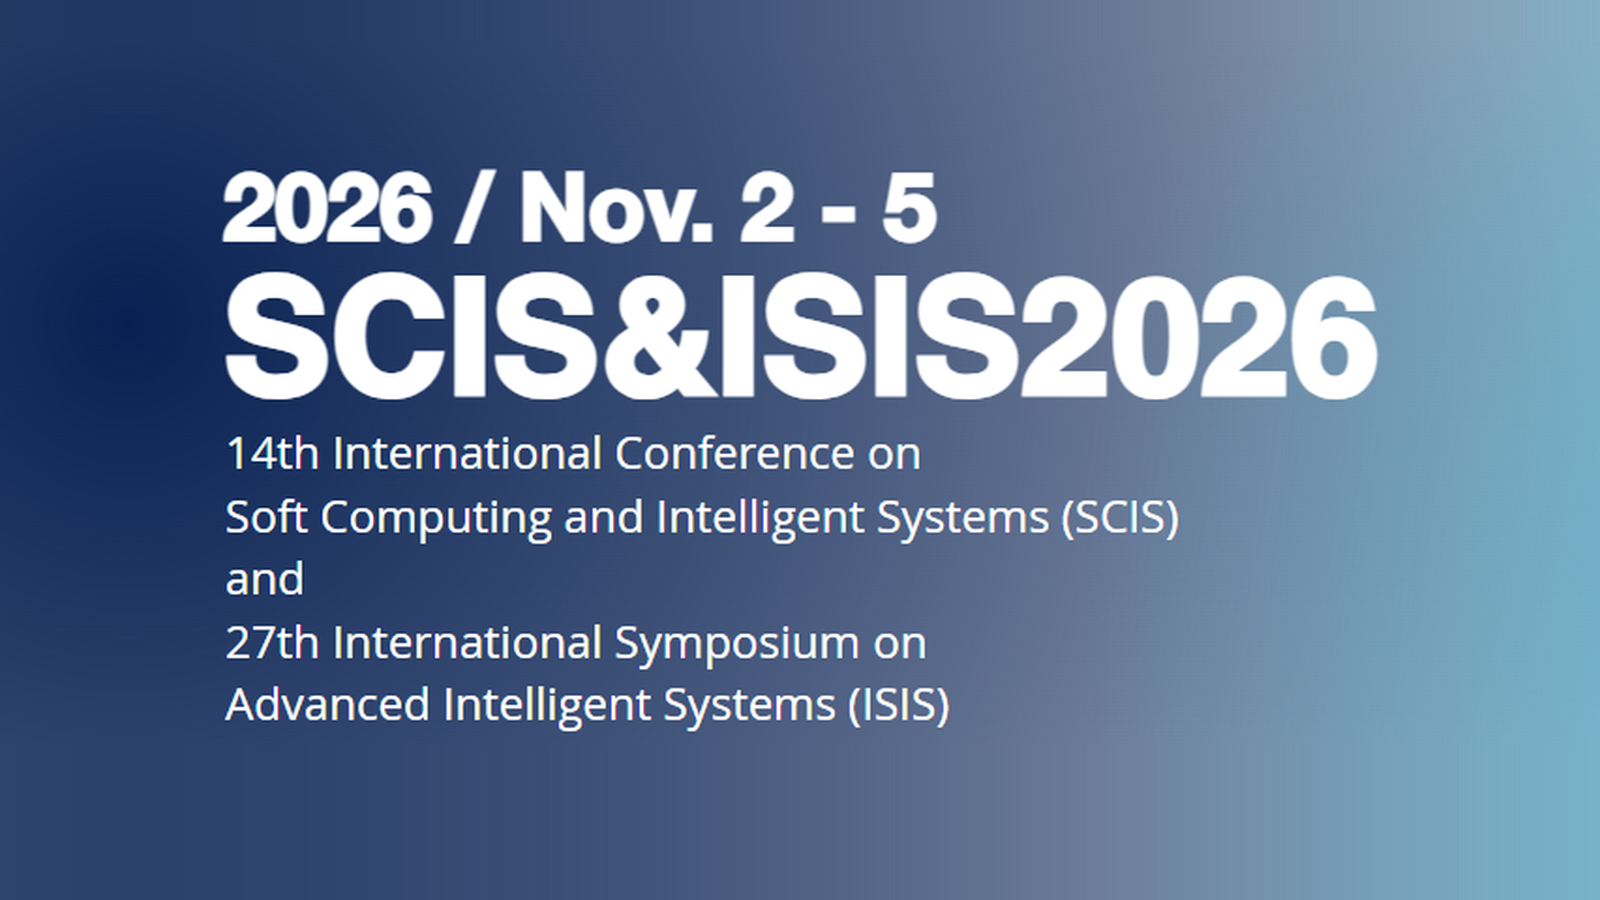 2026 / Nov. 2 - 5
SCIS&ISIS2026
14th International Conference on
Soft Computing and Intelligent Systems (SCIS)
and
27th International Symposium on
Advanced Intelligent Systems (ISIS)